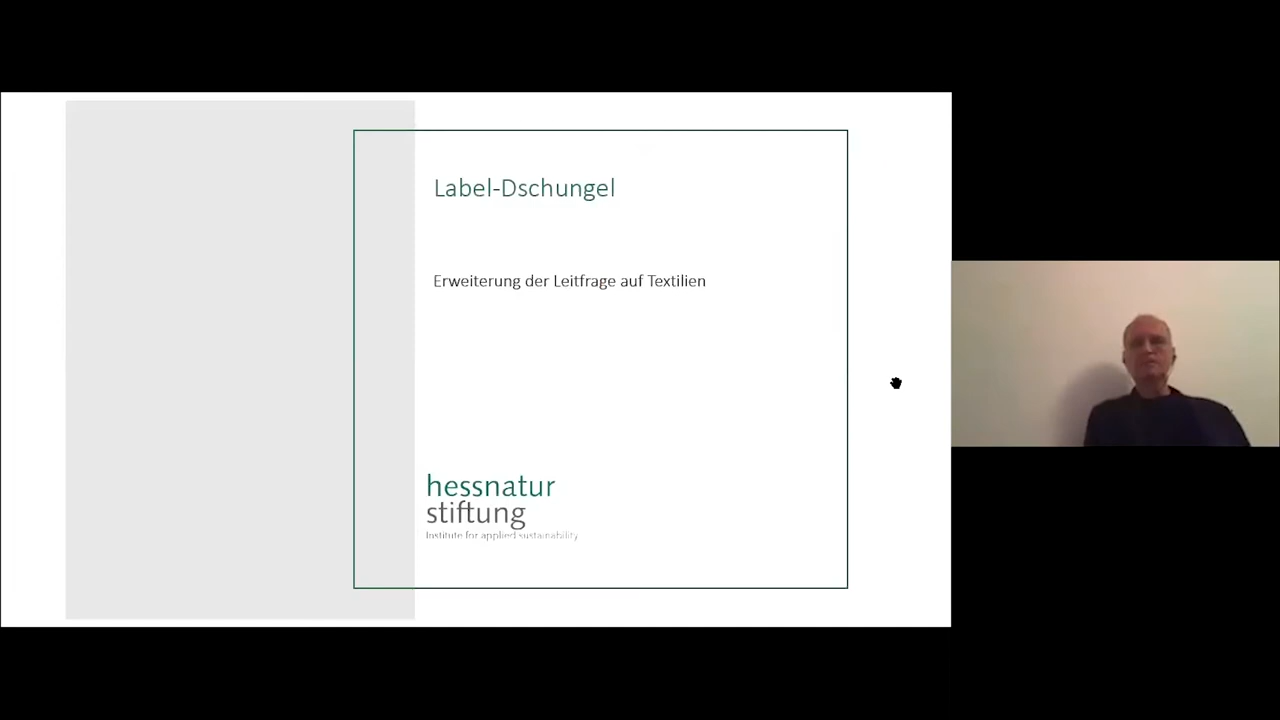 Label-Dschungel
Erweiterung der Leitfrage auf Textilien
hessnatur
stiftung
Institute for applied sustainability